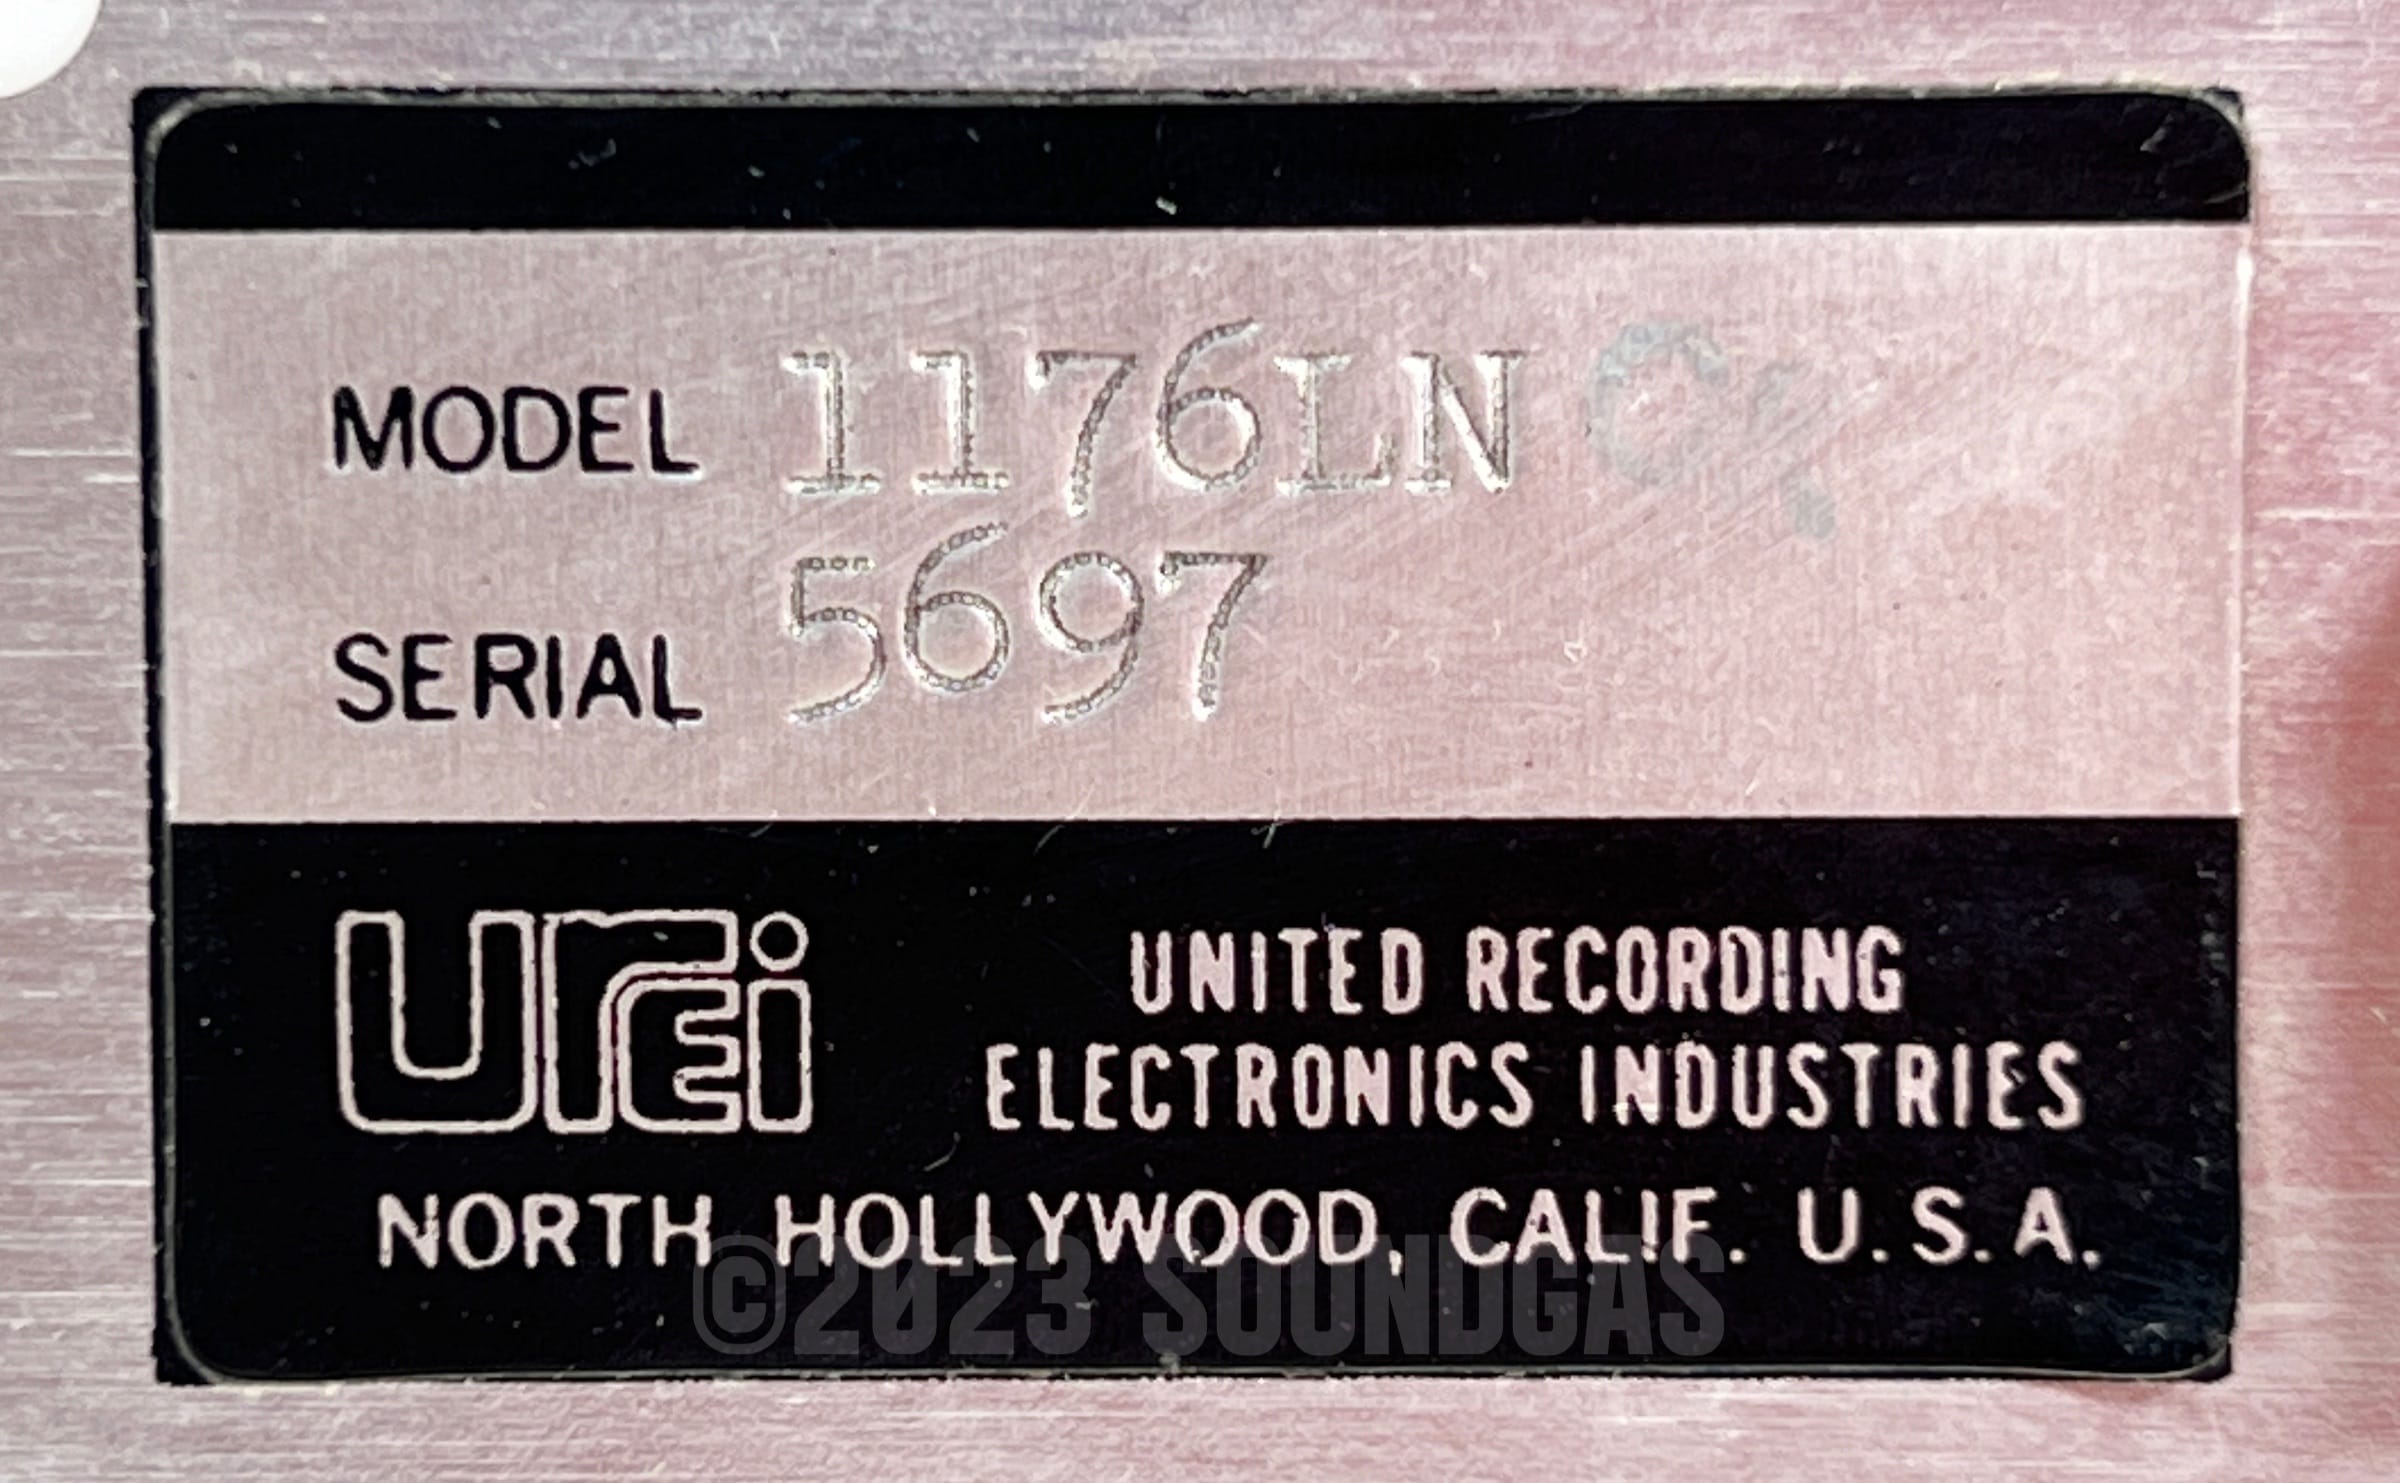 MODEL 1176LN
SERIAL 5697
urei UNITED RECORDING
ELECTRONICS INDUSTRIES
NORTH HOLLYWOOD, CALIF. U.S.A.
©2023 SOUNDGAS